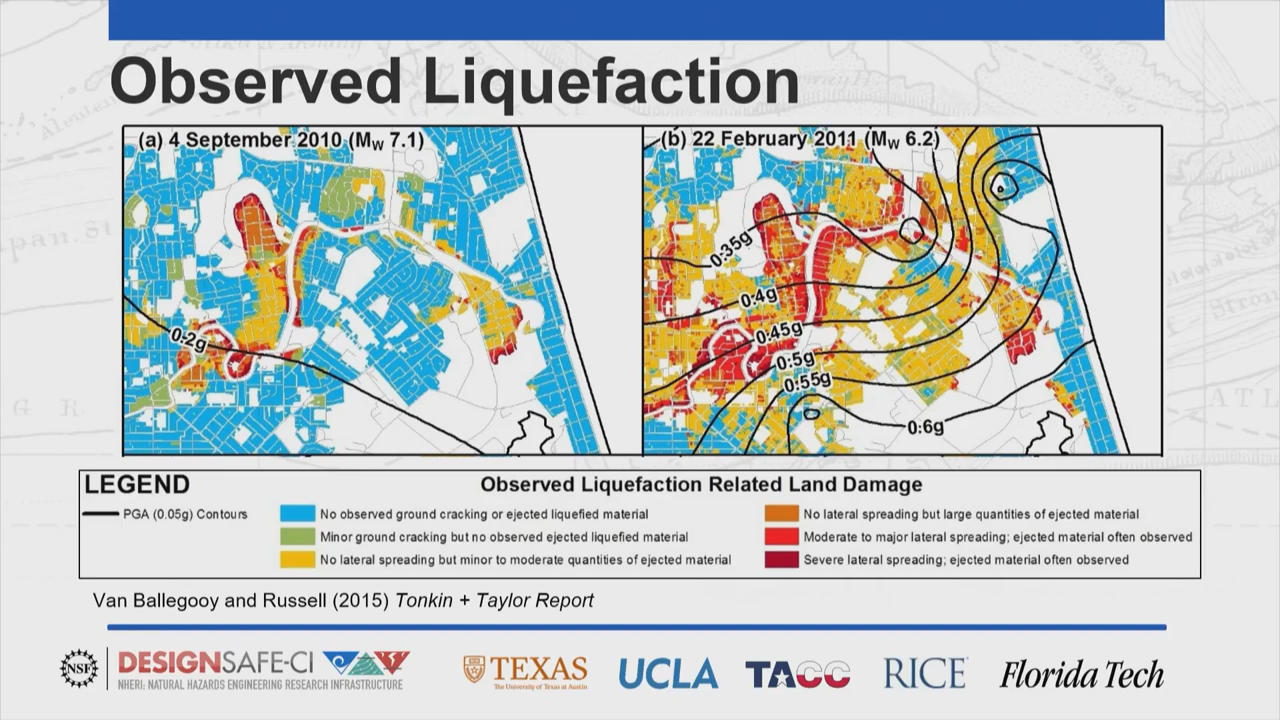 Observed Liquefaction
(a) 4 September 2010 (Mw 7.1)
0.2g
(b) 22 February 2011 (Mw 6.2)
0.35g
0.4g
0.45g
0.5g
0.55g
0.6g
LEGEND
PGA (0.05g) Contours
Observed Liquefaction Related Land Damage
No observed ground cracking or ejected liquefied material
Minor ground cracking but no observed ejected liquefied material
No lateral spreading but minor to moderate quantities of ejected material
No lateral spreading but large quantities of ejected material
Moderate to major lateral spreading; ejected material often observed
Severe lateral spreading; ejected material often observed
Van Ballegooy and Russell (2015) Tonkin + Taylor Report
NSF
DESIGNSAFE-CI
NHERI: NATURAL HAZARDS ENGINEERING RESEARCH INFRASTRUCTURE
TEXAS
The University of Texas at Austin
UCLA
TACC
RICE
Florida Tech